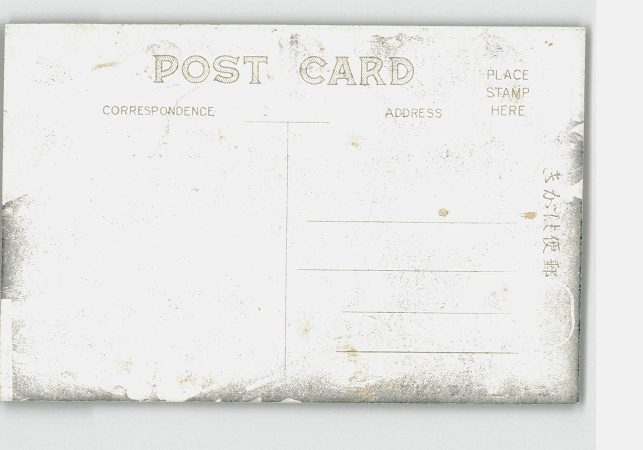 POST CARD
PLACE
STAMP
HERE
CORRESPONDENCE
ADDRESS
きがは便郵